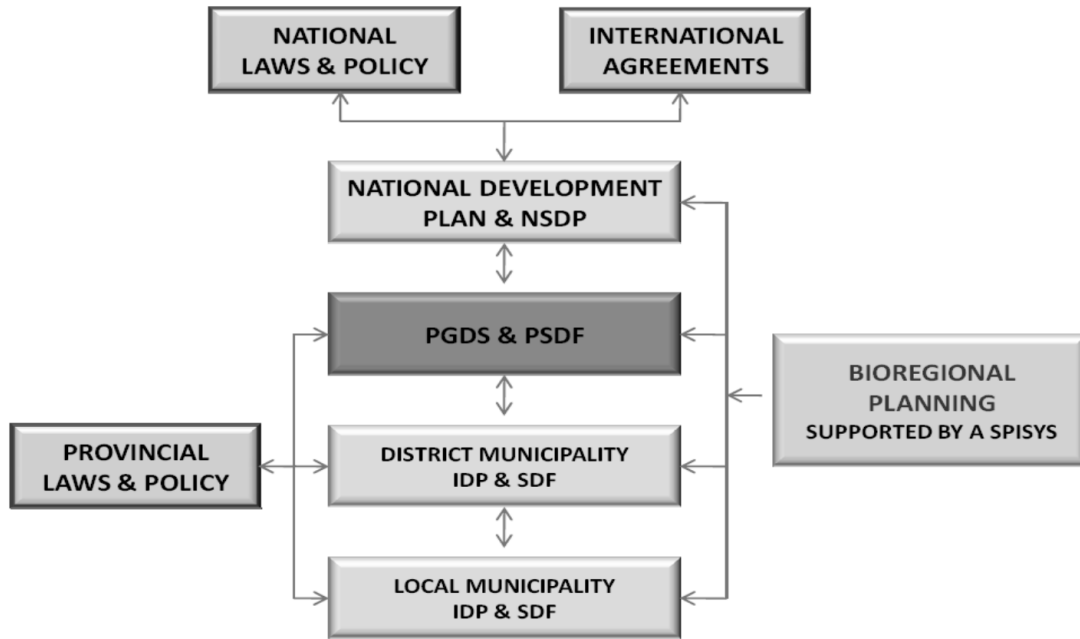 NATIONAL
LAWS & POLICY
INTERNATIONAL
AGREEMENTS
NATIONAL DEVELOPMENT
PLAN & NSDP
PGDS & PSDF
BIOREGIONAL
PLANNING
SUPPORTED BY A SPISYS
PROVINCIAL
LAWS & POLICY
DISTRICT MUNICIPALITY
IDP & SDF
LOCAL MUNICIPALITY
IDP & SDF